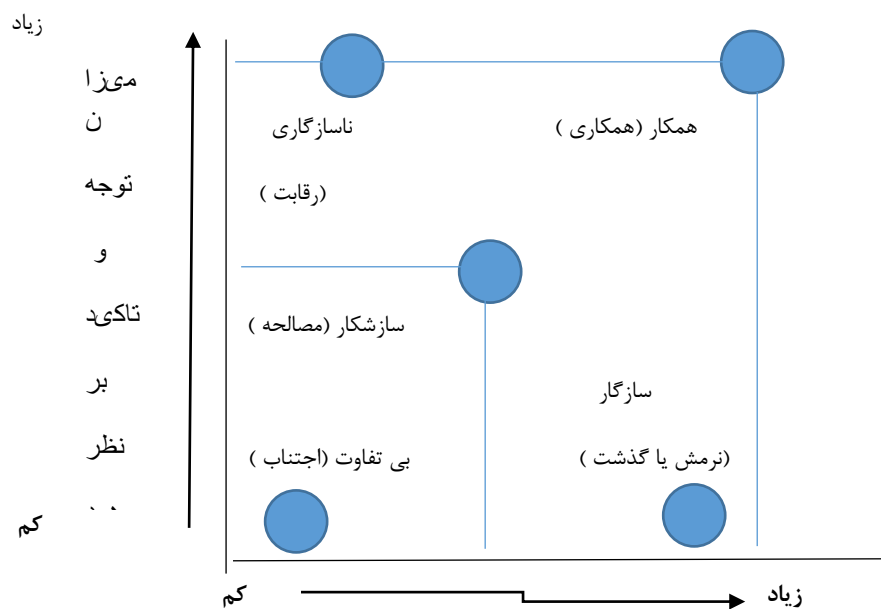 زیاد
میزا
ن
توجه
و
تاکید
بر
نظر
کم
ناسازگاری
(رقابت )
همکار (همکاری )
سازشکار (مصالحه )
سازگار
(نرمش یا گذشت )
بی تفاوت (اجتناب )
کم
زیاد